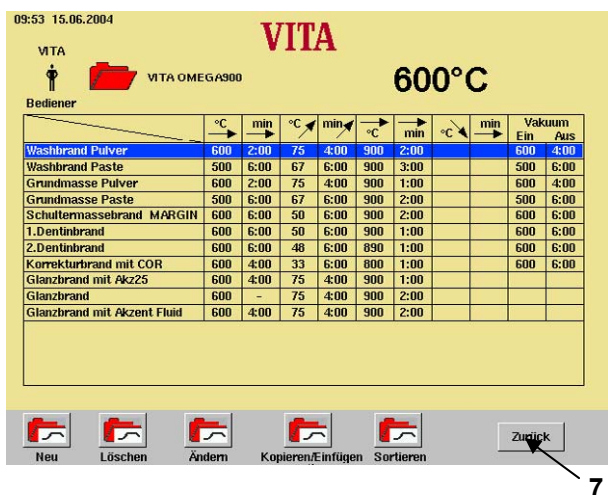 09:53 15.06.2004
VITA
VITA
VITA OMEGA900
600°C
Bediener
°C min °C min °C min °C min Vakuum
Ein Aus
Washbrand Pulver 600 2:00 75 4:00 900 2:00 600 4:00
Washbrand Paste 500 6:00 67 6:00 900 3:00 500 6:00
Grundmasse Pulver 600 2:00 75 4:00 900 1:00 600 4:00
Grundmasse Paste 500 6:00 67 6:00 900 2:00 500 6:00
Schultermassebrand MARGIN 600 6:00 50 6:00 900 2:00 600 6:00
1.Dentinbrand 600 6:00 50 6:00 900 1:00 600 6:00
2.Dentinbrand 600 6:00 48 6:00 890 1:00 600 6:00
Korrekturbrand mit COR 600 4:00 33 6:00 800 1:00 600 6:00
Glanzbrand mit Akz25 600 4:00 75 4:00 900 1:00
Glanzbrand 600 - 75 4:00 900 2:00
Glanzbrand mit Akzent Fluid 600 4:00 75 4:00 900 2:00
Neu Löschen Ändern Kopieren/Einfügen Sortieren Zurück
7